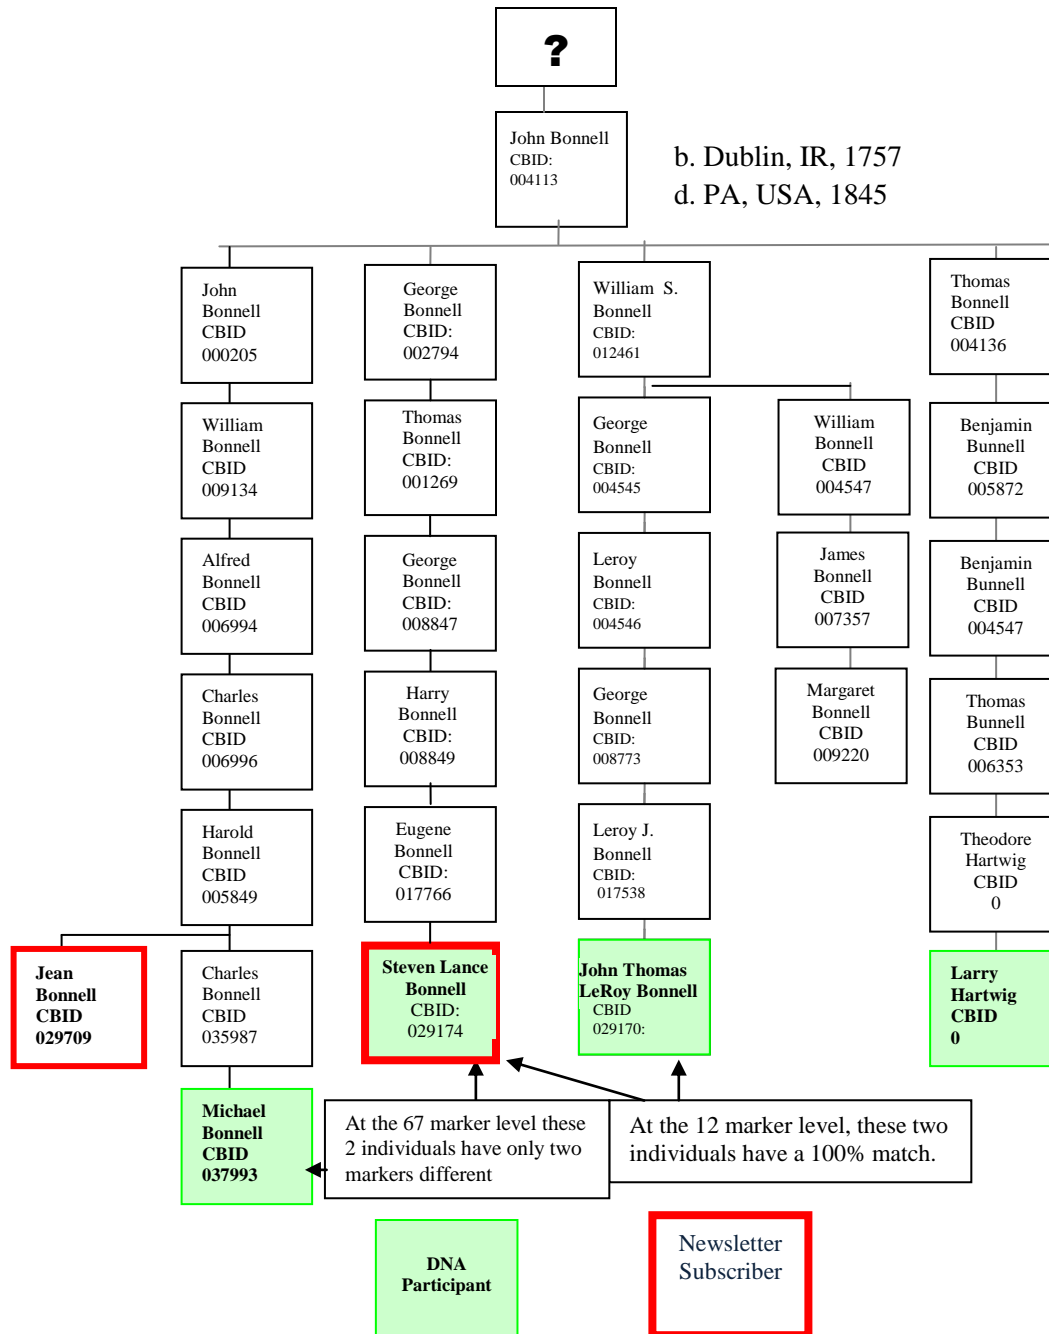 ?
John Bonnell
CBID:
004113
b. Dublin, IR, 1757
d. PA, USA, 1845
John
Bonnell
CBID
000205
George
Bonnell
CBID:
002794
William S.
Bonnell
CBID:
012461
Thomas
Bonnell
CBID
004136
William
Bonnell
CBID
009134
Thomas
Bonnell
CBID:
001269
George
Bonnell
CBID:
004545
William
Bonnell
CBID
004547
Benjamin
Bunnell
CBID
005872
Alfred
Bonnell
CBID
006994
George
Bonnell
CBID:
008847
Leroy
Bonnell
CBID:
004546
James
Bonnell
CBID
007357
Benjamin
Bunnell
CBID
004547
Charles
Bonnell
CBID
006996
Harry
Bonnell
CBID:
008849
George
Bonnell
CBID:
008773
Margaret
Bonnell
CBID
009220
Thomas
Bunnell
CBID
006353
Harold
Bonnell
CBID
005849
Eugene
Bonnell
CBID:
017766
Leroy J.
Bonnell
CBID:
017538
Theodore
Hartwig
CBID
0
Jean
Bonnell
CBID
029709
Charles
Bonnell
CBID
035987
Steven Lance
Bonnell
CBID:
029174
John Thomas
LeRoy Bonnell
CBID
029170:
Larry
Hartwig
CBID
0
Michael
Bonnell
CBID
037993
At the 67 marker level these
2 individuals have only two
markers different
At the 12 marker level, these two
individuals have a 100% match.
DNA
Participant
Newsletter
Subscriber